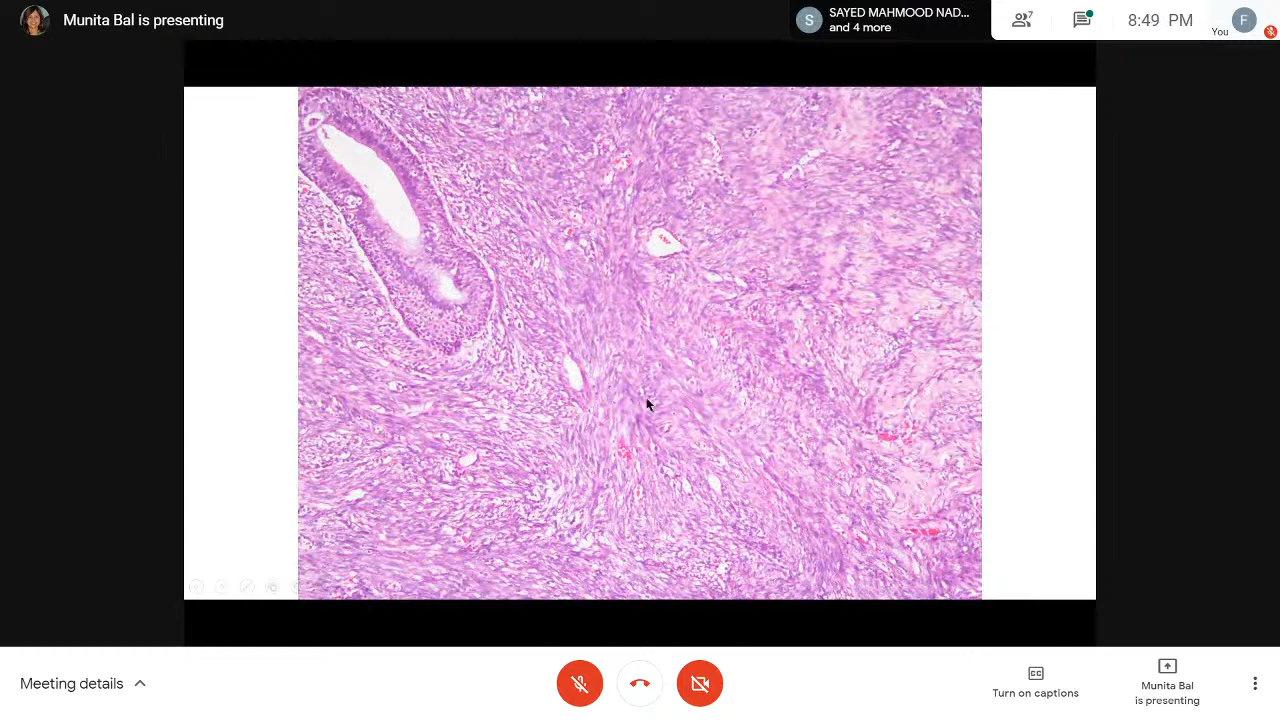 Munita Bal is presenting
S
SAYED MAHMOOD NAD...
and 4 more
7
8:49 PM
You
F
Meeting details
CC
Turn on captions
Munita Bal
is presenting